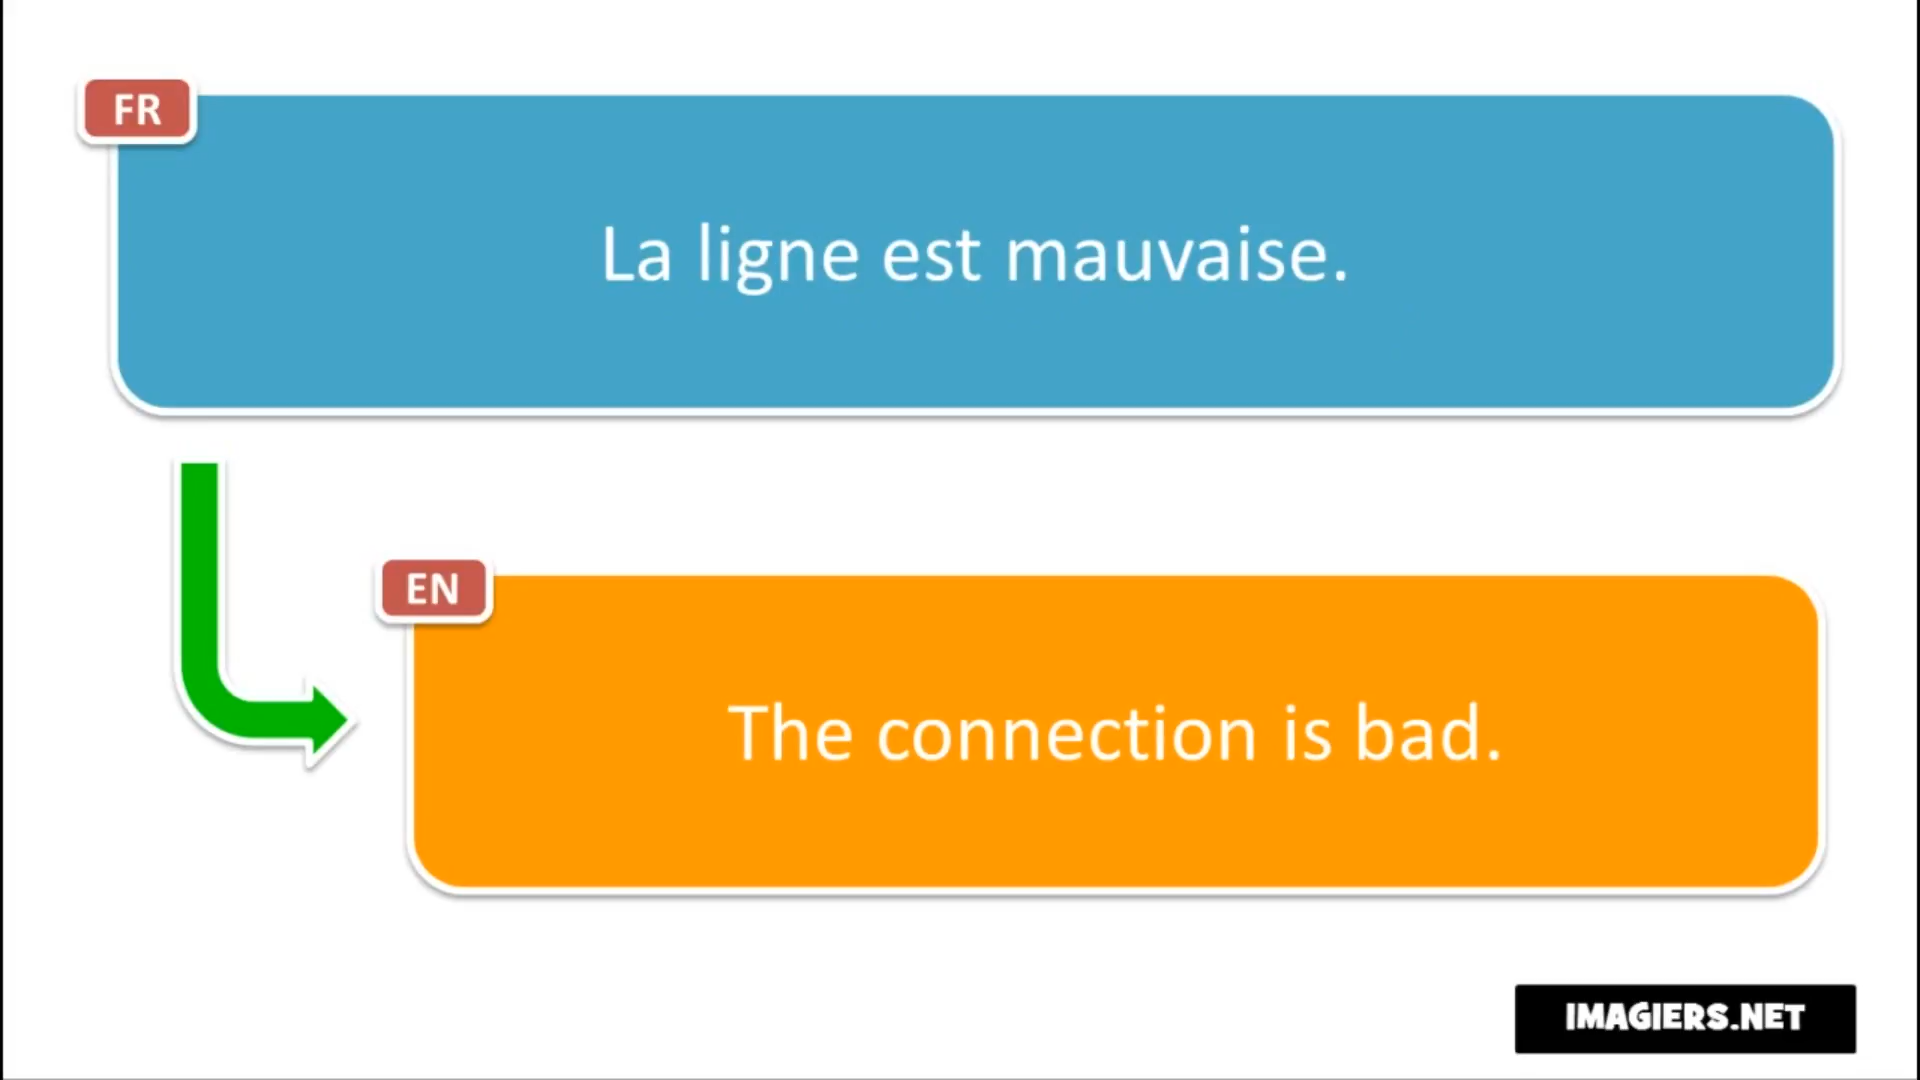 FR
La ligne est mauvaise.
EN
The connection is bad.
IMAGIERS.NET